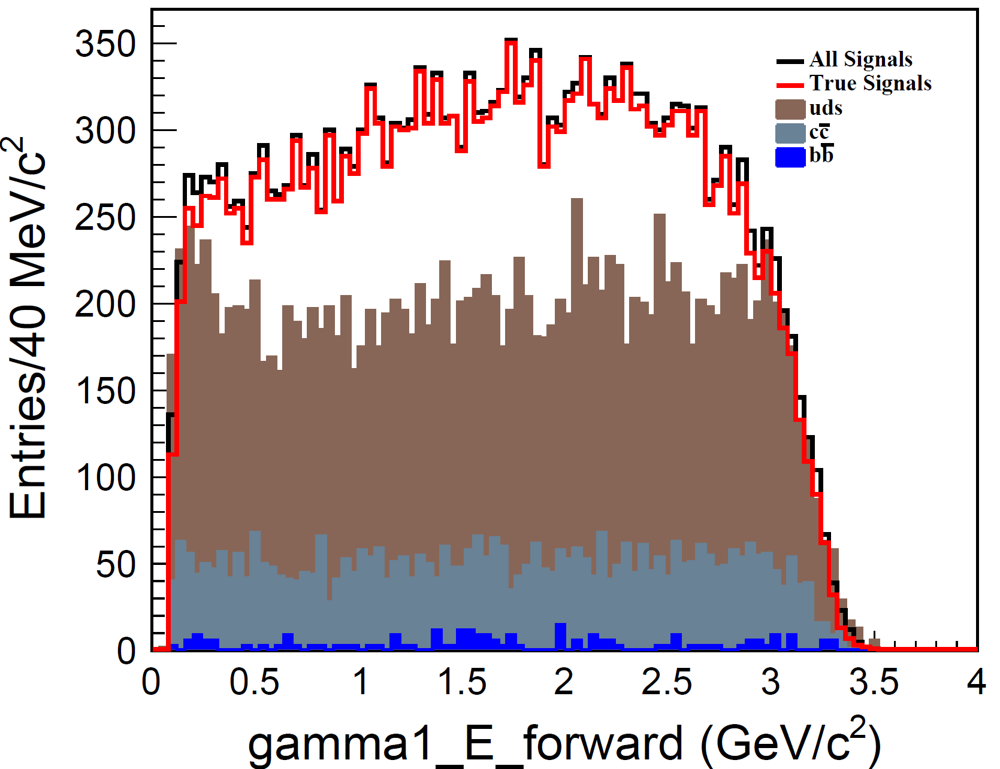 Entries/40 MeV/c²
350
300
250
200
150
100
50
0
All Signals
True Signals
uds
cc̅
bb̅
0 0.5 1 1.5 2 2.5 3 3.5 4
gamma1_E_forward (GeV/c²)